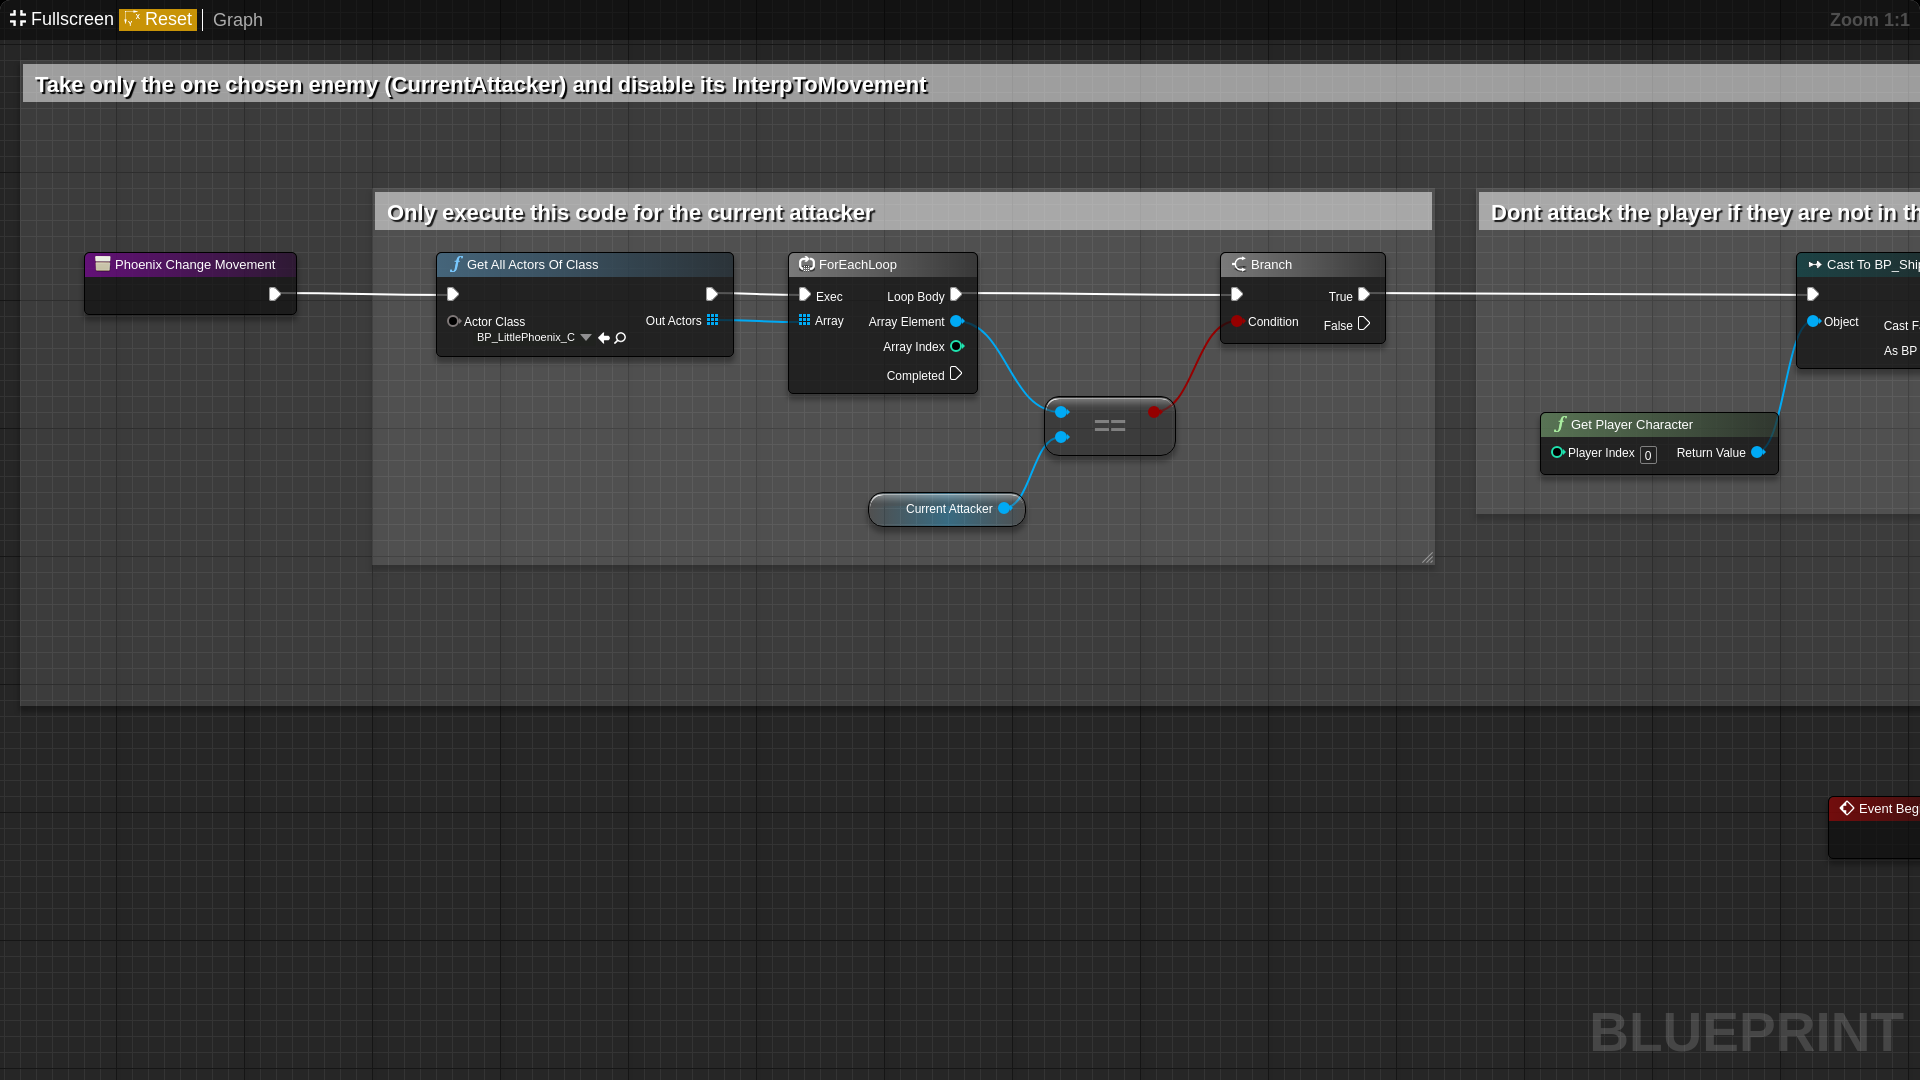 Fullscreen Reset Graph Zoom 1:1
Take only the one chosen enemy (CurrentAttacker) and disable its InterpToMovement
Only execute this code for the current attacker
Dont attack the player if they are not in th
Phoenix Change Movement
Get All Actors Of Class
Actor Class
BP_LittlePhoenix_C
Out Actors
ForEachLoop
Exec
Loop Body
Array
Array Element
Array Index
Completed
==
Current Attacker
Branch
True
Condition
False
Cast To BP_Ship
Object
Cast Fa
As BP
Get Player Character
Player Index 0
Return Value
Event Beg
BLUEPRINT